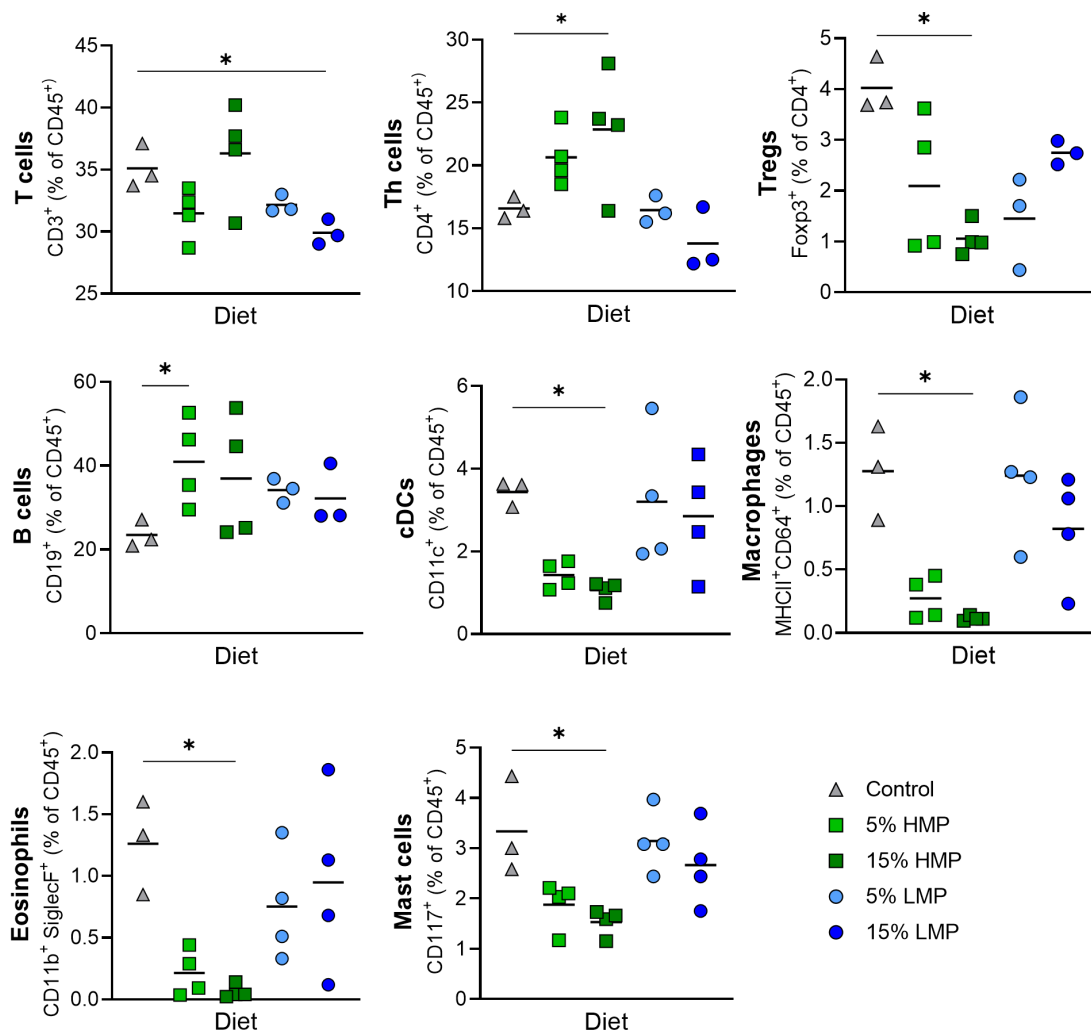 T cells
CD3⁺ (% of CD45⁺)
45
40
35
30
25
*
Diet
Th cells
CD4⁺ (% of CD45⁺)
30
25
20
15
10
*
Diet
Tregs
Foxp3⁺ (% of CD4⁺)
5
4
3
2
1
0
*
Diet
B cells
CD19⁺ (% of CD45⁺)
60
40
20
0
*
Diet
cDCs
CD11c⁺ (% of CD45⁺)
6
4
2
0
*
Diet
Macrophages
MHCII⁺CD64⁺ (% of CD45⁺)
2.0
1.5
1.0
0.5
0.0
*
Diet
Eosinophils
CD11b⁺ SiglecF⁺ (% of CD45⁺)
2.0
1.5
1.0
0.5
0.0
*
Diet
Mast cells
CD117⁺ (% of CD45⁺)
5
4
3
2
1
0
*
Diet
Control
5% HMP
15% HMP
5% LMP
15% LMP